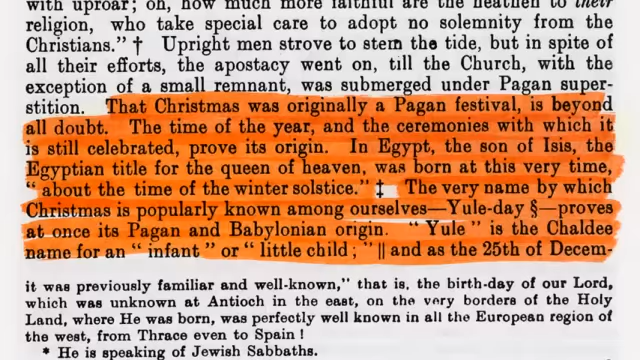 with uproar; oh, how much more faithful are the heathen to their
religion, who take special care to adopt no solemnity from the
Christians." † Upright men strove to stem the tide, but in spite of
all their efforts, the apostacy went on, till the Church, with the
exception of a small remnant, was submerged under Pagan super-
stition. That Christmas was originally a Pagan festival, is beyond
all doubt. The time of the year, and the ceremonies with which it
is still celebrated, prove its origin. In Egypt, the son of Isis, the
Egyptian title for the queen of heaven, was born at this very time,
"about the time of the winter solstice." ‡ The very name by which
Christmas is popularly known among ourselves—Yule-day §—proves
at once its Pagan and Babylonian origin. "Yule" is the Chaldee
name for an "infant" or "little child;" ‖ and as the 25th of Decem-
it was previously familiar and well-known," that is, the birth-day of our Lord,
which was unknown at Antioch in the east, on the very borders of the Holy
Land, where He was born, was perfectly well known in all the European region of
the west, from Thrace even to Spain!
* He is speaking of Jewish Sabbaths.